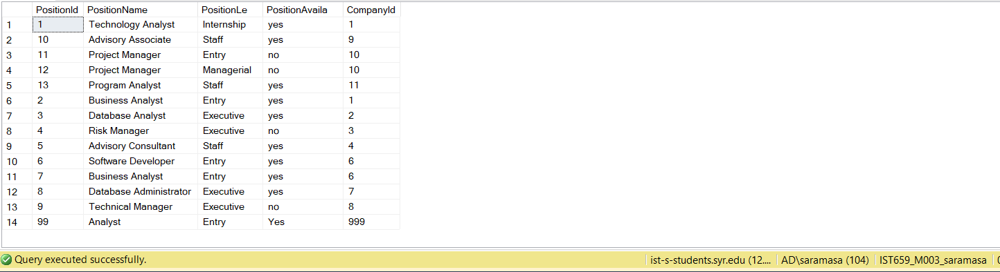 PositionId PositionName PositionLe PositionAvaila CompanyId
1 1 Technology Analyst Internship yes 1
2 10 Advisory Associate Staff yes 9
3 11 Project Manager Entry no 10
4 12 Project Manager Managerial no 10
5 13 Program Analyst Staff yes 11
6 2 Business Analyst Entry yes 1
7 3 Database Analyst Executive yes 2
8 4 Risk Manager Executive no 3
9 5 Advisory Consultant Staff yes 4
10 6 Software Developer Entry yes 6
11 7 Business Analyst Entry yes 6
12 8 Database Administrator Executive yes 7
13 9 Technical Manager Executive no 8
14 99 Analyst Entry Yes 999
Query executed successfully. ist-s-students.syr.edu (12.... AD\saramasa (104) IST659_M003_saramasa